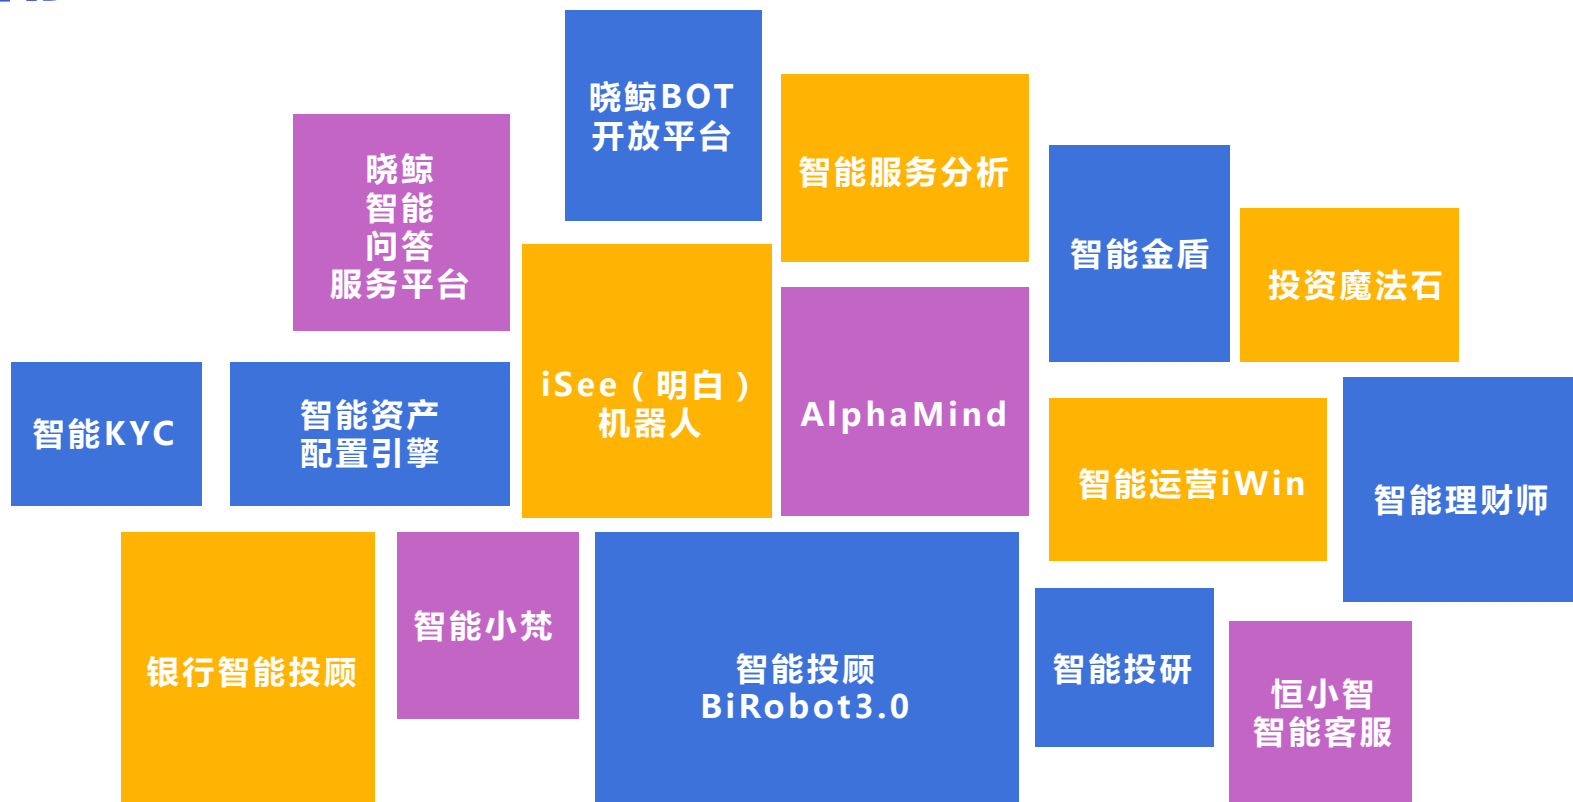 晓鲸BOT
开放平台
晓鲸
智能
问答
服务平台
智能服务分析
智能金盾
投资魔法石
智能KYC
智能资产
配置引擎
iSee（明白）
机器人
AlphaMind
智能运营iWin
智能理财师
银行智能投顾
智能小梵
智能投顾
BiRobot3.0
智能投研
恒小智
智能客服